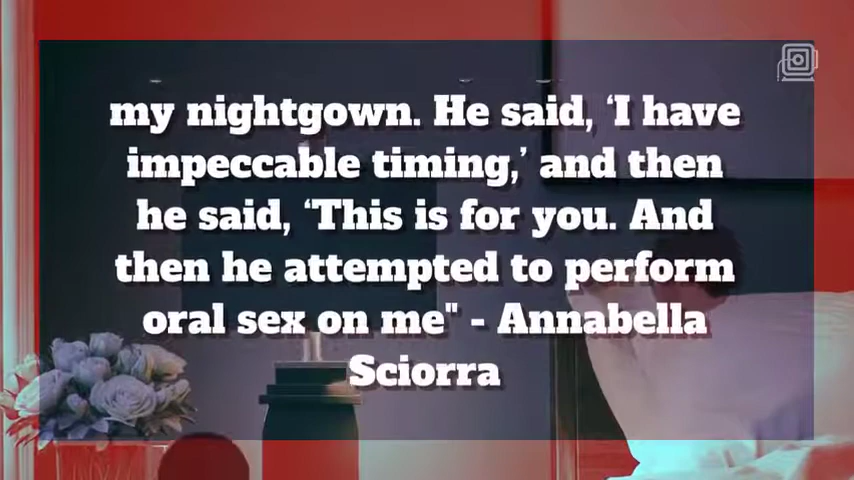 my nightgown. He said, ‘I have
impeccable timing,’ and then
he said, ‘This is for you. And
then he attempted to perform
oral sex on me" - Annabella
Sciorra